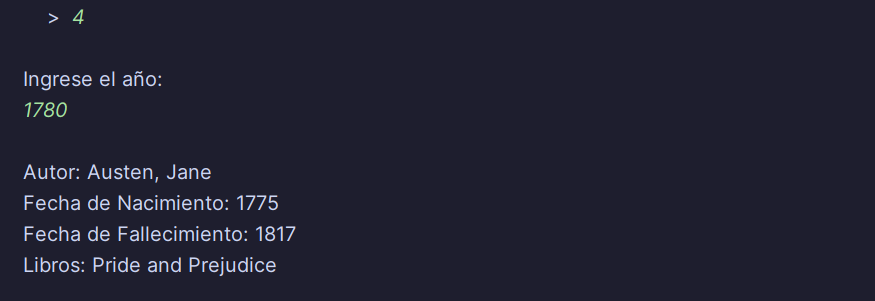 > 4
Ingrese el año:
1780
Autor: Austen, Jane
Fecha de Nacimiento: 1775
Fecha de Fallecimiento: 1817
Libros: Pride and Prejudice